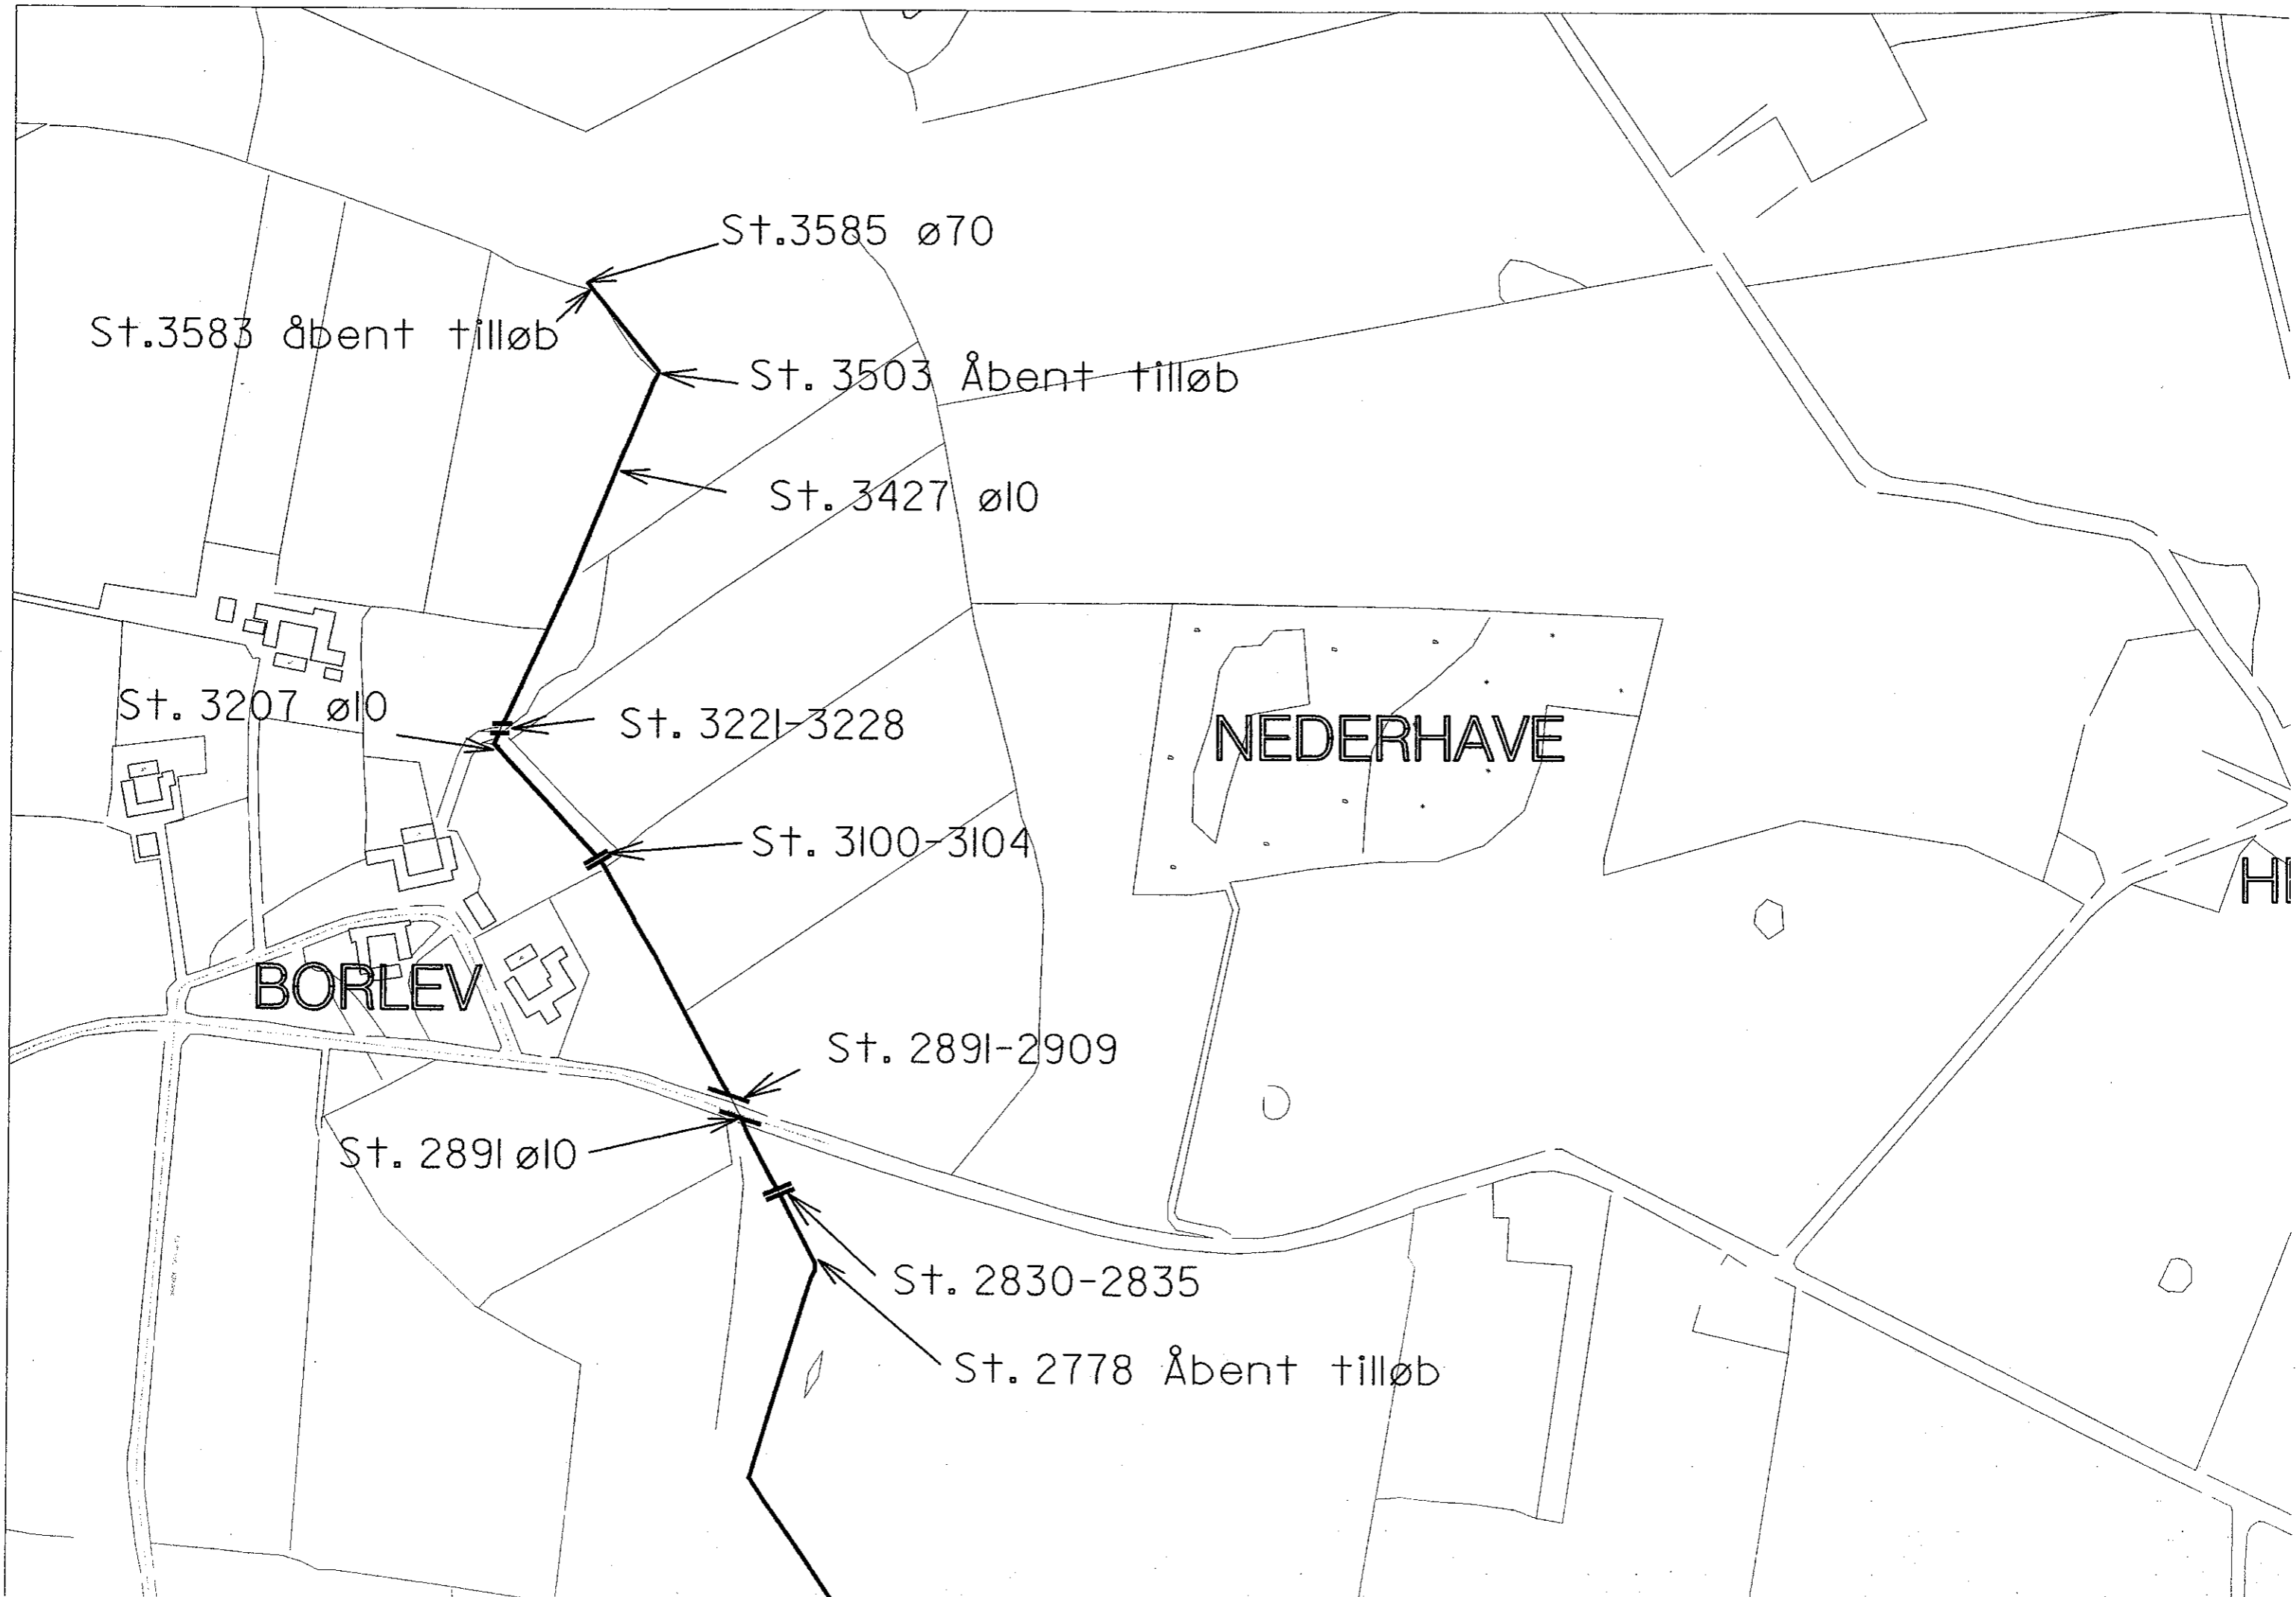 St.3585 ø70
St.3583 åbent tilløb
St. 3503 Åbent tilløb
St. 3427 ø10
St. 3207 ø10
St. 3221-3228
NEDERHAVE
St. 3100-3104
BORLEV
St. 2891-2909
St. 2891 ø10
St. 2830-2835
St. 2778 Åbent tilløb